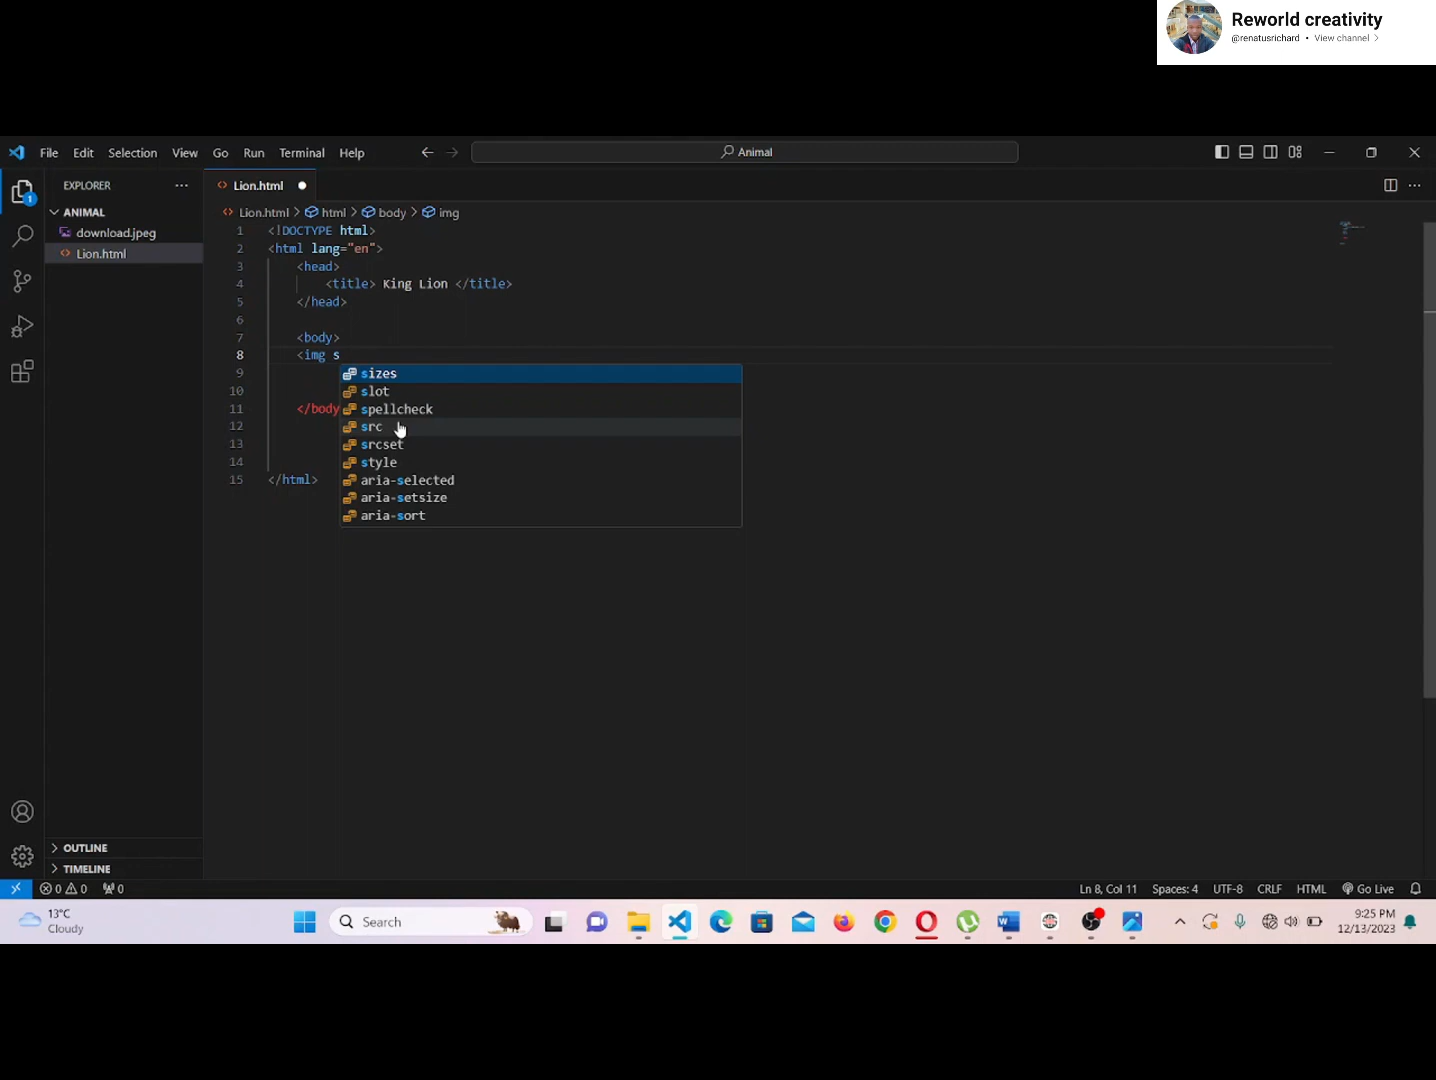 Reworld creativity
@renatusrichard • View channel >
File Edit Selection View Go Run Terminal Help
Animal
EXPLORER
Lion.html
ANIMAL
Lion.html > html > body > img
download.jpeg
Lion.html
1 <!DOCTYPE html>
2 <html lang="en">
3 <head>
4 <title> King Lion </title>
5 </head>
6
7 <body>
8 <img s
9 sizes
10 slot
11 </body spellcheck
12 src
13 srcset
14 style
15 </html> aria-selected
aria-setsize
aria-sort
OUTLINE
TIMELINE
0 0 0 Ln 8, Col 11 Spaces: 4 UTF-8 CRLF HTML Go Live
13°C
Cloudy
Search
9:25 PM
12/13/2023